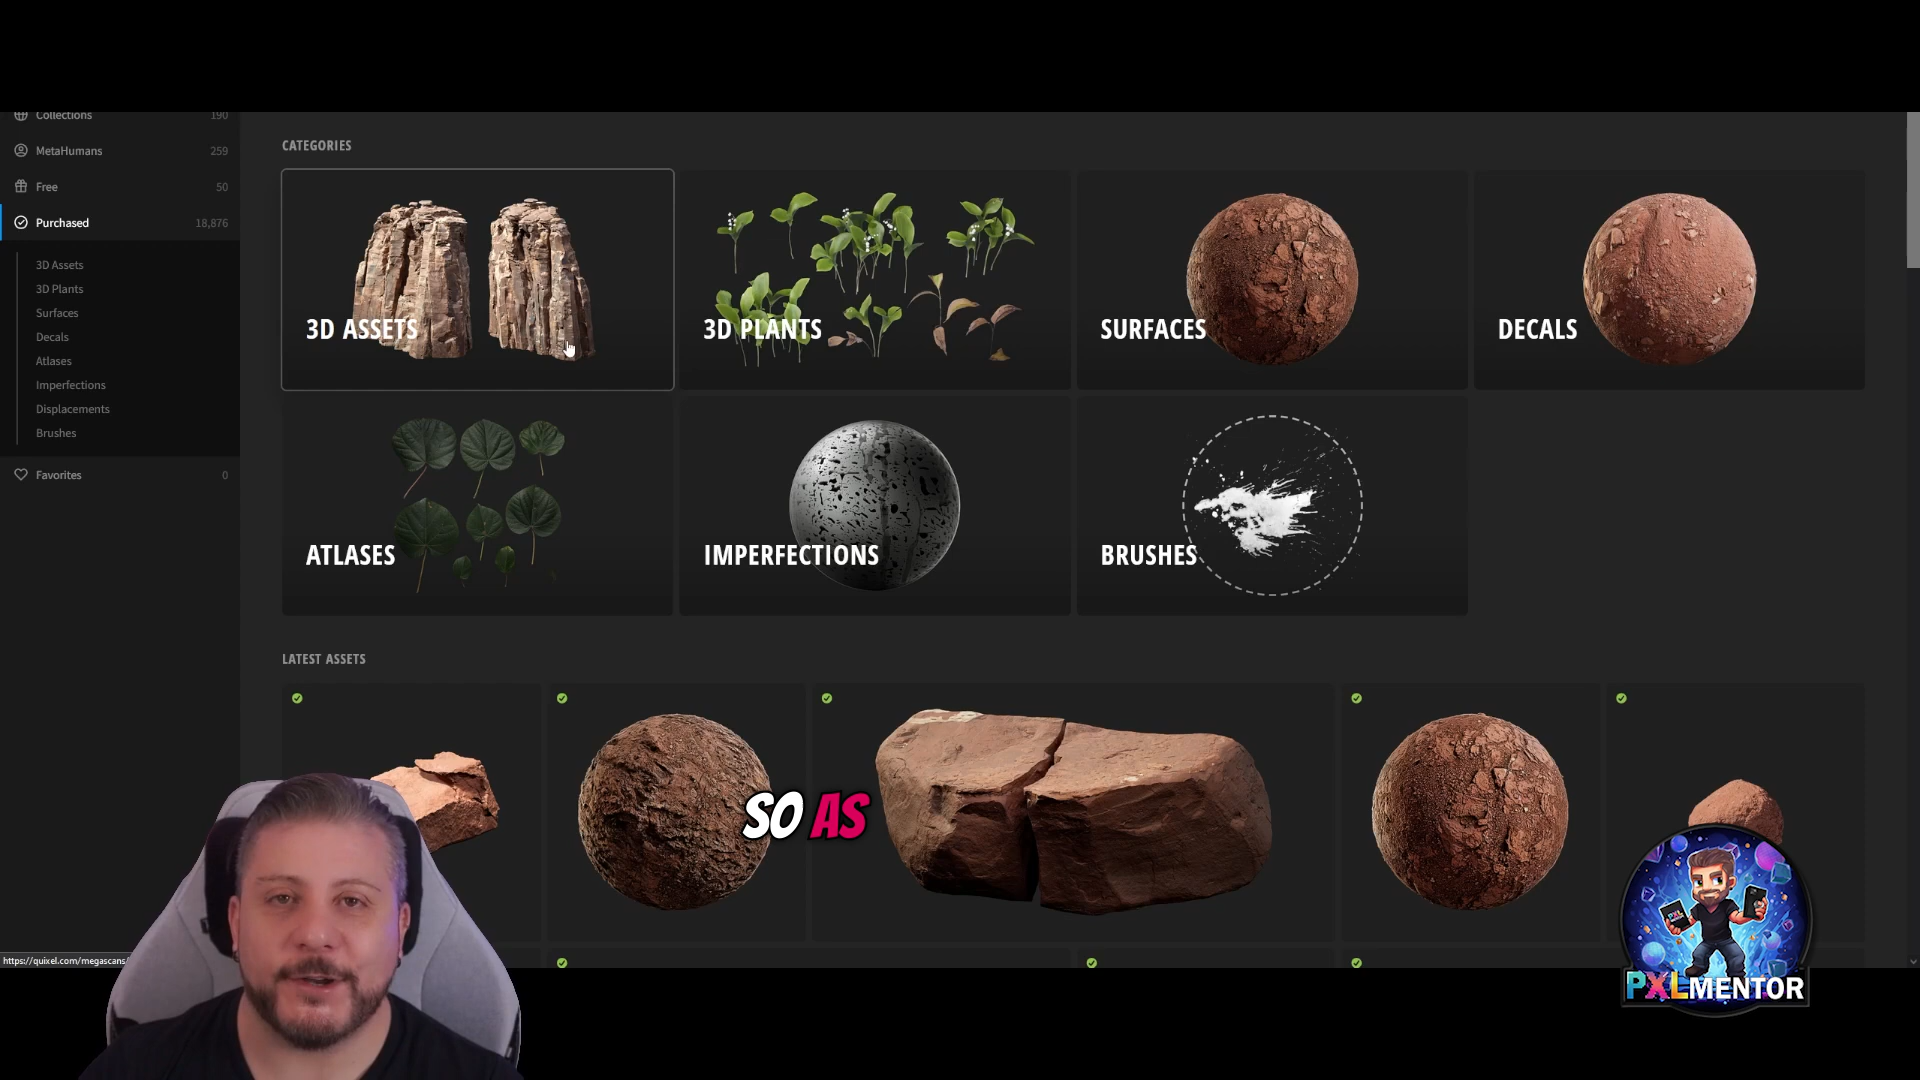 Collections 190
MetaHumans 259
Free 50
Purchased 18,876
3D Assets
3D Plants
Surfaces
Decals
Atlases
Imperfections
Displacements
Brushes
Favorites 0
CATEGORIES
3D ASSETS
3D PLANTS
SURFACES
DECALS
ATLASES
IMPERFECTIONS
BRUSHES
LATEST ASSETS
SO AS
https://quixel.com/megascans/
PXLMENTOR